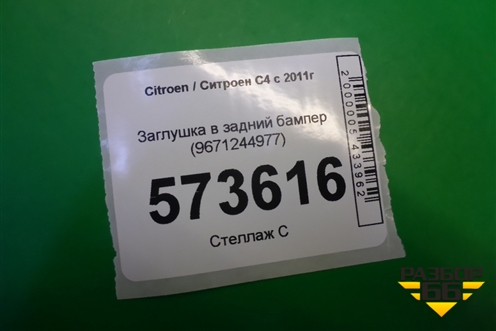 Citroen / Ситроен С4 с 2011г
Заглушка в задний бампер
(9671244977)
573616
Стеллаж С
2000005433962
РАЗБОР
66